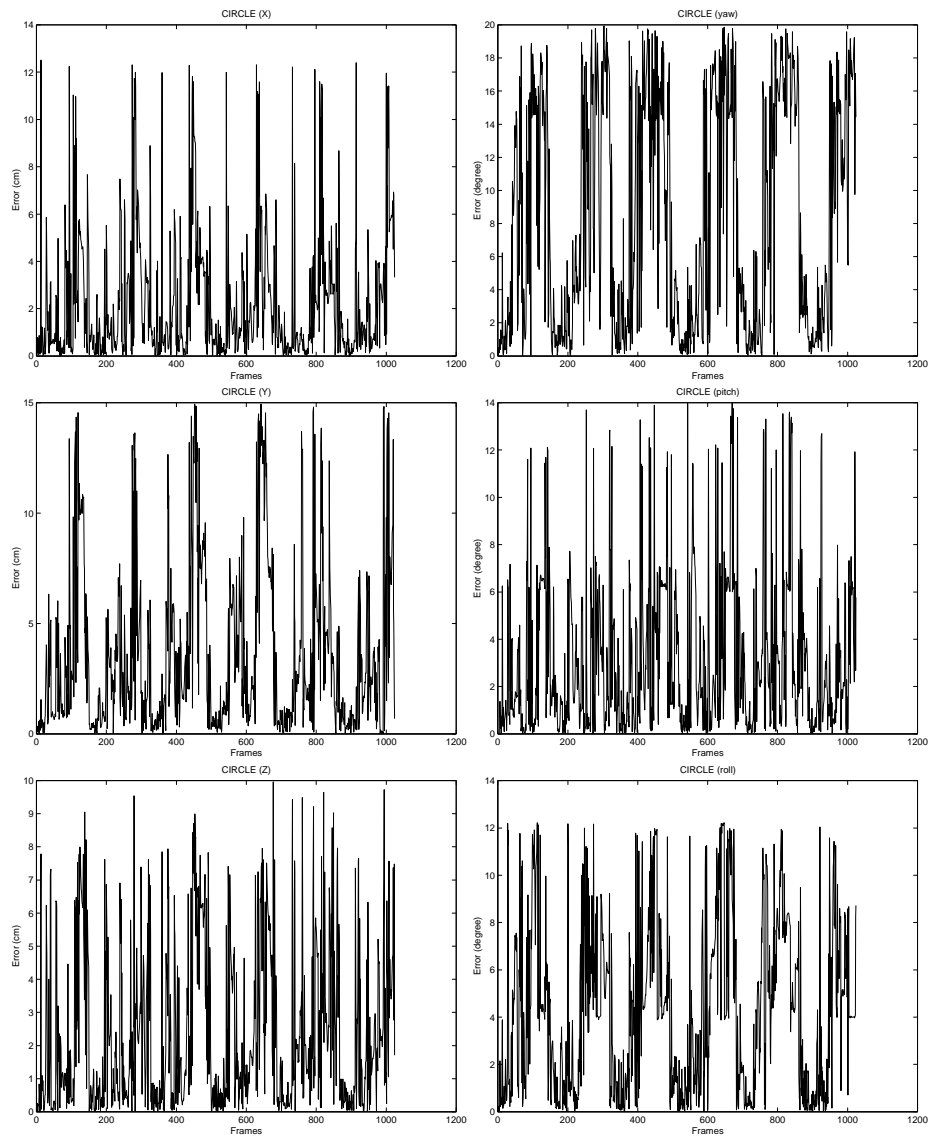 CIRCLE (X)
14
12
10
8
6
4
2
0
Error (cm)
0 200 400 600 800 1000 1200
Frames
CIRCLE (yaw)
20
18
16
14
12
10
8
6
4
2
0
Error (degree)
0 200 400 600 800 1000 1200
Frames
CIRCLE (Y)
15
10
5
0
Error (cm)
0 200 400 600 800 1000 1200
Frames
CIRCLE (pitch)
14
12
10
8
6
4
2
0
Error (degree)
0 200 400 600 800 1000 1200
Frames
CIRCLE (Z)
10
9
8
7
6
5
4
3
2
1
0
Error (cm)
0 200 400 600 800 1000 1200
Frames
CIRCLE (roll)
14
12
10
8
6
4
2
0
Error (degree)
0 200 400 600 800 1000 1200
Frames